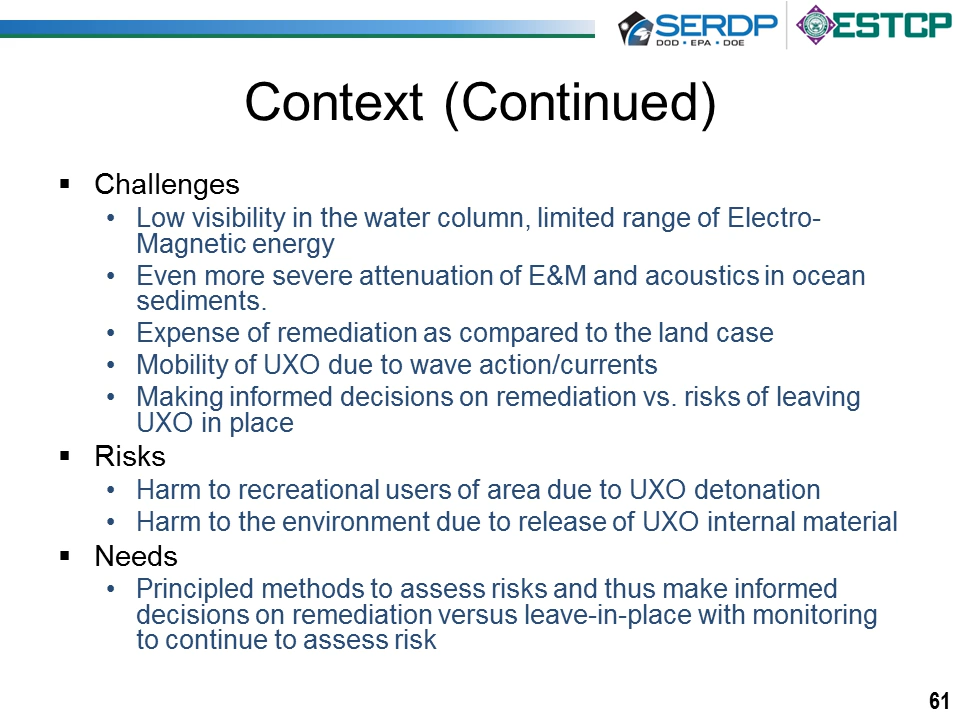 SERDP
DOD • EPA • DOE
ESTCP
Context (Continued)
▪ Challenges
• Low visibility in the water column, limited range of Electro-
Magnetic energy
• Even more severe attenuation of E&M and acoustics in ocean
sediments.
• Expense of remediation as compared to the land case
• Mobility of UXO due to wave action/currents
• Making informed decisions on remediation vs. risks of leaving
UXO in place
▪ Risks
• Harm to recreational users of area due to UXO detonation
• Harm to the environment due to release of UXO internal material
▪ Needs
• Principled methods to assess risks and thus make informed
decisions on remediation versus leave-in-place with monitoring
to continue to assess risk
61